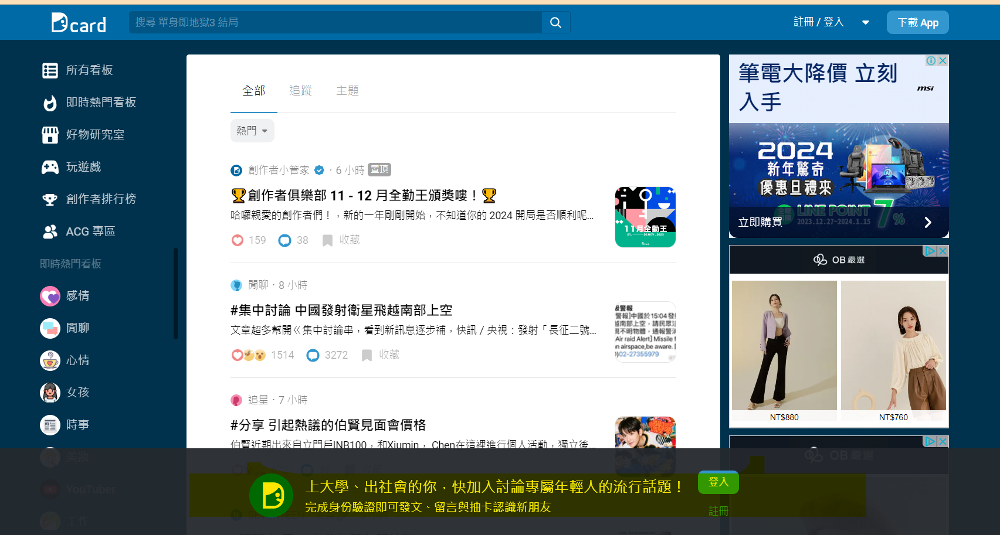 Dcard
搜尋 單身即地獄3 結局
註冊 / 登入
下載 App
所有看板
即時熱門看板
好物研究室
玩遊戲
創作者排行榜
ACG 專區
即時熱門看板
感情
閒聊
心情
女孩
時事
美妝
YouTuber
工作
全部
追蹤
主題
熱門
創作者小管家 · 6 小時 置頂
🏆創作者俱樂部 11 - 12 月全勤王頒獎嘍！🏆
哈囉親愛的創作者們！，新的一年剛剛開始，不知道你的 2024 開局是否順利呢...
159
38
收藏
11月全勤王
閒聊 · 8 小時
#集中討論 中國發射衛星飛越南部上空
文章超多幫開ㄍ集中討論串，看到新訊息逐步補，快訊 / 央視：發射「長征二號...
1514
3272
收藏
警報
警報]中國於15:04發
南部上空，請民眾注
不明物體，通報警消
Air raid Alert] Missile f
n airspace,be aware.
02-27355979
追星 · 7 小時
#分享 引起熱議的伯賢見面會價格
伯賢近期出來自立門戶INB100，和Xiumin， Chen在這裡進行個人活動，獨立後...
筆電大降價 立刻
入手
msi
2024
新年驚奇
優惠且禮來
LINE POINT 7%
2023.12.27~2024.1.15
立即購買
OB嚴選
NT$880
NT$760
OB嚴選
上大學、出社會的你，快加入討論專屬年輕人的流行話題！
完成身份驗證即可發文、留言與抽卡認識新朋友
登入
註冊